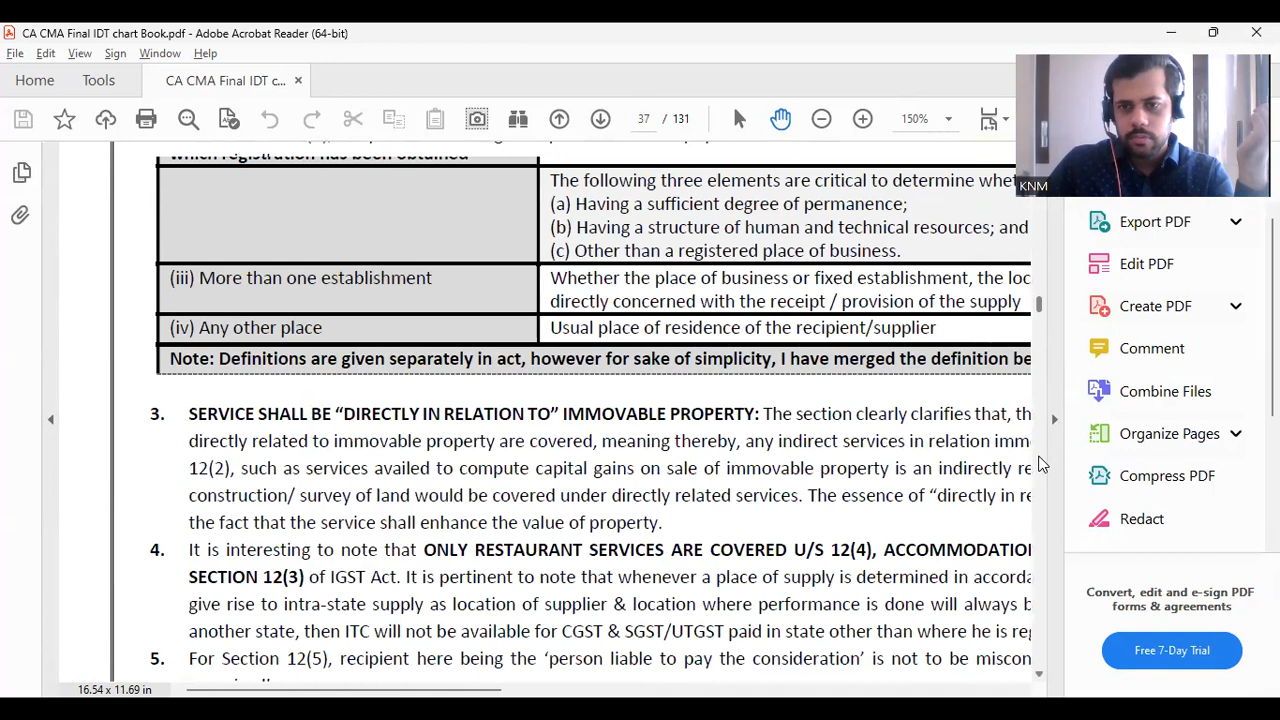 CA CMA Final IDT chart Book.pdf - Adobe Acrobat Reader (64-bit)
File Edit View Sign Window Help
Home Tools CA CMA Final IDT c... ×
37 / 131 150%
KNM
Which registration has been obtained
The following three elements are critical to determine
(a) Having a sufficient degree of permanence;
(b) Having a structure of human and technical resources; and
(c) Other than a registered place of business.
(iii) More than one establishment
Whether the place of business or fixed establishment, the
directly concerned with the receipt / provision of the supply
(iv) Any other place
Usual place of residence of the recipient/supplier
Note: Definitions are given separately in act, however for sake of simplicity, I have merged the definition
3. SERVICE SHALL BE “DIRECTLY IN RELATION TO” IMMOVABLE PROPERTY: The section clearly clarifies that,
directly related to immovable property are covered, meaning thereby, any indirect services in relation
12(2), such as services availed to compute capital gains on sale of immovable property is an indirectly
construction/ survey of land would be covered under directly related services. The essence of “directly in
the fact that the service shall enhance the value of property.
4. It is interesting to note that ONLY RESTAURANT SERVICES ARE COVERED U/S 12(4),
SECTION 12(3) of IGST Act. It is pertinent to note that whenever a place of supply is determined in
give rise to intra-state supply as location of supplier & location where performance is done will always
another state, then ITC will not be available for CGST & SGST/UTGST paid in state other than where he is
5. For Section 12(5), recipient here being the ‘person liable to pay the consideration’ is not to be
16.54 x 11.69 in
Export PDF
Edit PDF
Create PDF
Comment
Combine Files
Organize Pages
Compress PDF
Redact
Convert, edit and e-sign PDF
forms & agreements
Free 7-Day Trial